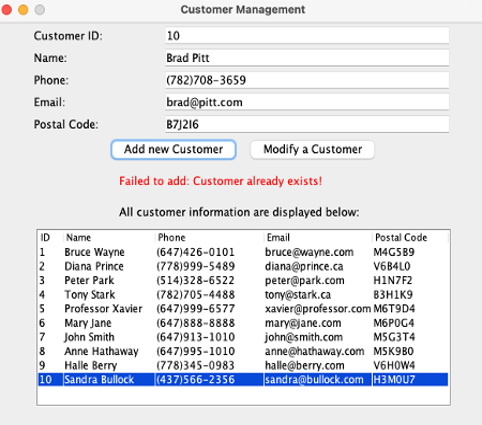 Customer Management
Customer ID: 10
Name: Brad Pitt
Phone: (782)708-3659
Email: brad@pitt.com
Postal Code: B7J2I6
Add new Customer Modify a Customer
Failed to add: Customer already exists!
All customer information are displayed below:
ID Name Phone Email Postal Code
1 Bruce Wayne (647)426-0101 bruce@wayne.com M4G5B9
2 Diana Prince (778)999-5489 diana@prince.ca V6B4L0
3 Peter Park (514)328-6522 peter@park.com H1N7F2
4 Tony Stark (782)705-4488 tony@stark.ca B3H1K9
5 Professor Xavier (647)999-6577 xavier@professor.com M6T9D4
6 Mary Jane (647)888-8888 mary@jane.com M6P0G4
7 John Smith (647)913-1010 john@smith.com M5G3T4
8 Anne Hathaway (647)995-1010 anne@hathaway.com M5K9B0
9 Halle Berry (778)345-0983 halle@berry.com V6H0W4
10 Sandra Bullock (437)566-2356 sandra@bullock.com H3M0U7